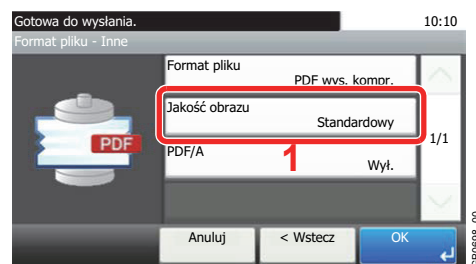 Gotowa do wysłania.
10:10
Format pliku - Inne
Format pliku
PDF wys. kompr.
Jakość obrazu
Standardowy
1/1
PDF
PDF/A
1
Wył.
Anuluj
< Wstecz
OK